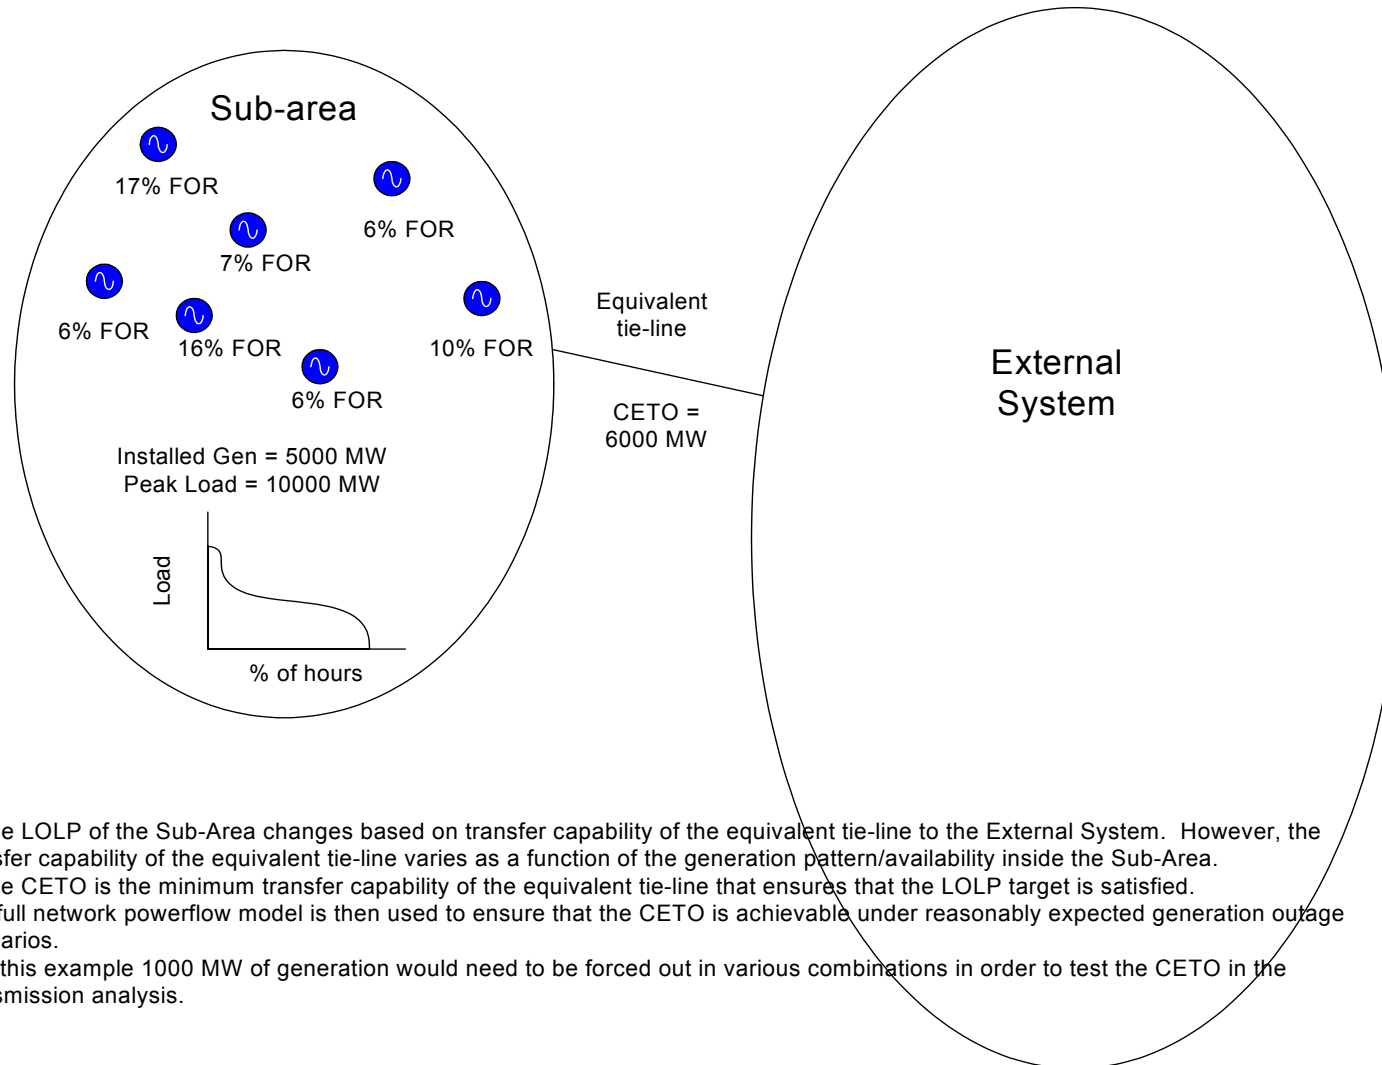 Sub-area
17% FOR
6% FOR
7% FOR
6% FOR
16% FOR
10% FOR
6% FOR
Equivalent
tie-line
CETO =
6000 MW
External
System
Installed Gen = 5000 MW
Peak Load = 10000 MW
Load
% of hours
e LOLP of the Sub-Area changes based on transfer capability of the equivalent tie-line to the External System. However, the
sfer capability of the equivalent tie-line varies as a function of the generation pattern/availability inside the Sub-Area.
e CETO is the minimum transfer capability of the equivalent tie-line that ensures that the LOLP target is satisfied.
full network powerflow model is then used to ensure that the CETO is achievable under reasonably expected generation outage
arios.
this example 1000 MW of generation would need to be forced out in various combinations in order to test the CETO in the
smission analysis.